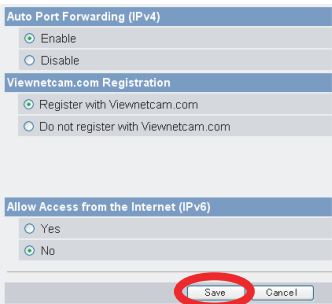 Auto Port Forwarding (IPv4)
Enable
Disable
Viewnetcam.com Registration
Register with Viewnetcam.com
Do not register with Viewnetcam.com
Allow Access from the Internet (IPv6)
Yes
No
Save Cancel